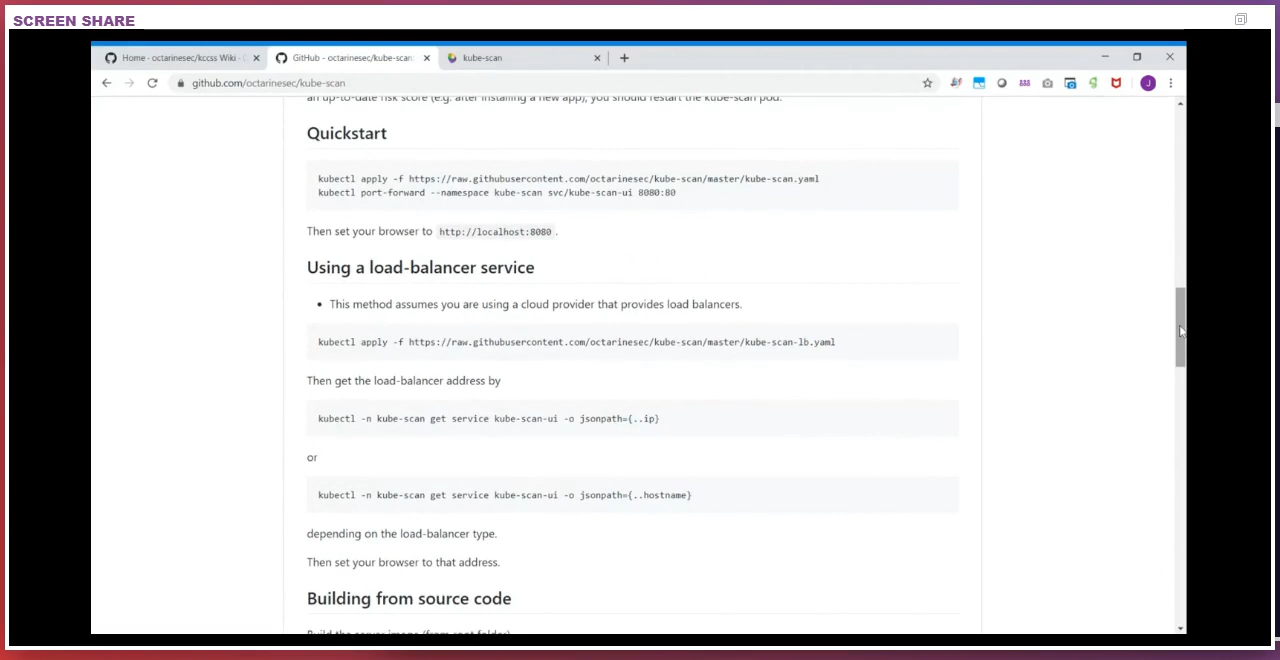 SCREEN SHARE
Home - octarinesec/kccss Wiki - G
GitHub - octarinesec/kube-scan:
kube-scan
github.com/octarinesec/kube-scan
an up-to-date risk score (e.g. after installing a new app), you should restart the kube-scan pod.
Quickstart
kubectl apply -f https://raw.githubusercontent.com/octarinesec/kube-scan/master/kube-scan.yaml
kubectl port-forward --namespace kube-scan svc/kube-scan-ui 8080:80
Then set your browser to http://localhost:8080 .
Using a load-balancer service
• This method assumes you are using a cloud provider that provides load balancers.
kubectl apply -f https://raw.githubusercontent.com/octarinesec/kube-scan/master/kube-scan-lb.yaml
Then get the load-balancer address by
kubectl -n kube-scan get service kube-scan-ui -o jsonpath={..ip}
or
kubectl -n kube-scan get service kube-scan-ui -o jsonpath={..hostname}
depending on the load-balancer type.
Then set your browser to that address.
Building from source code
Build the server image (from root folder)